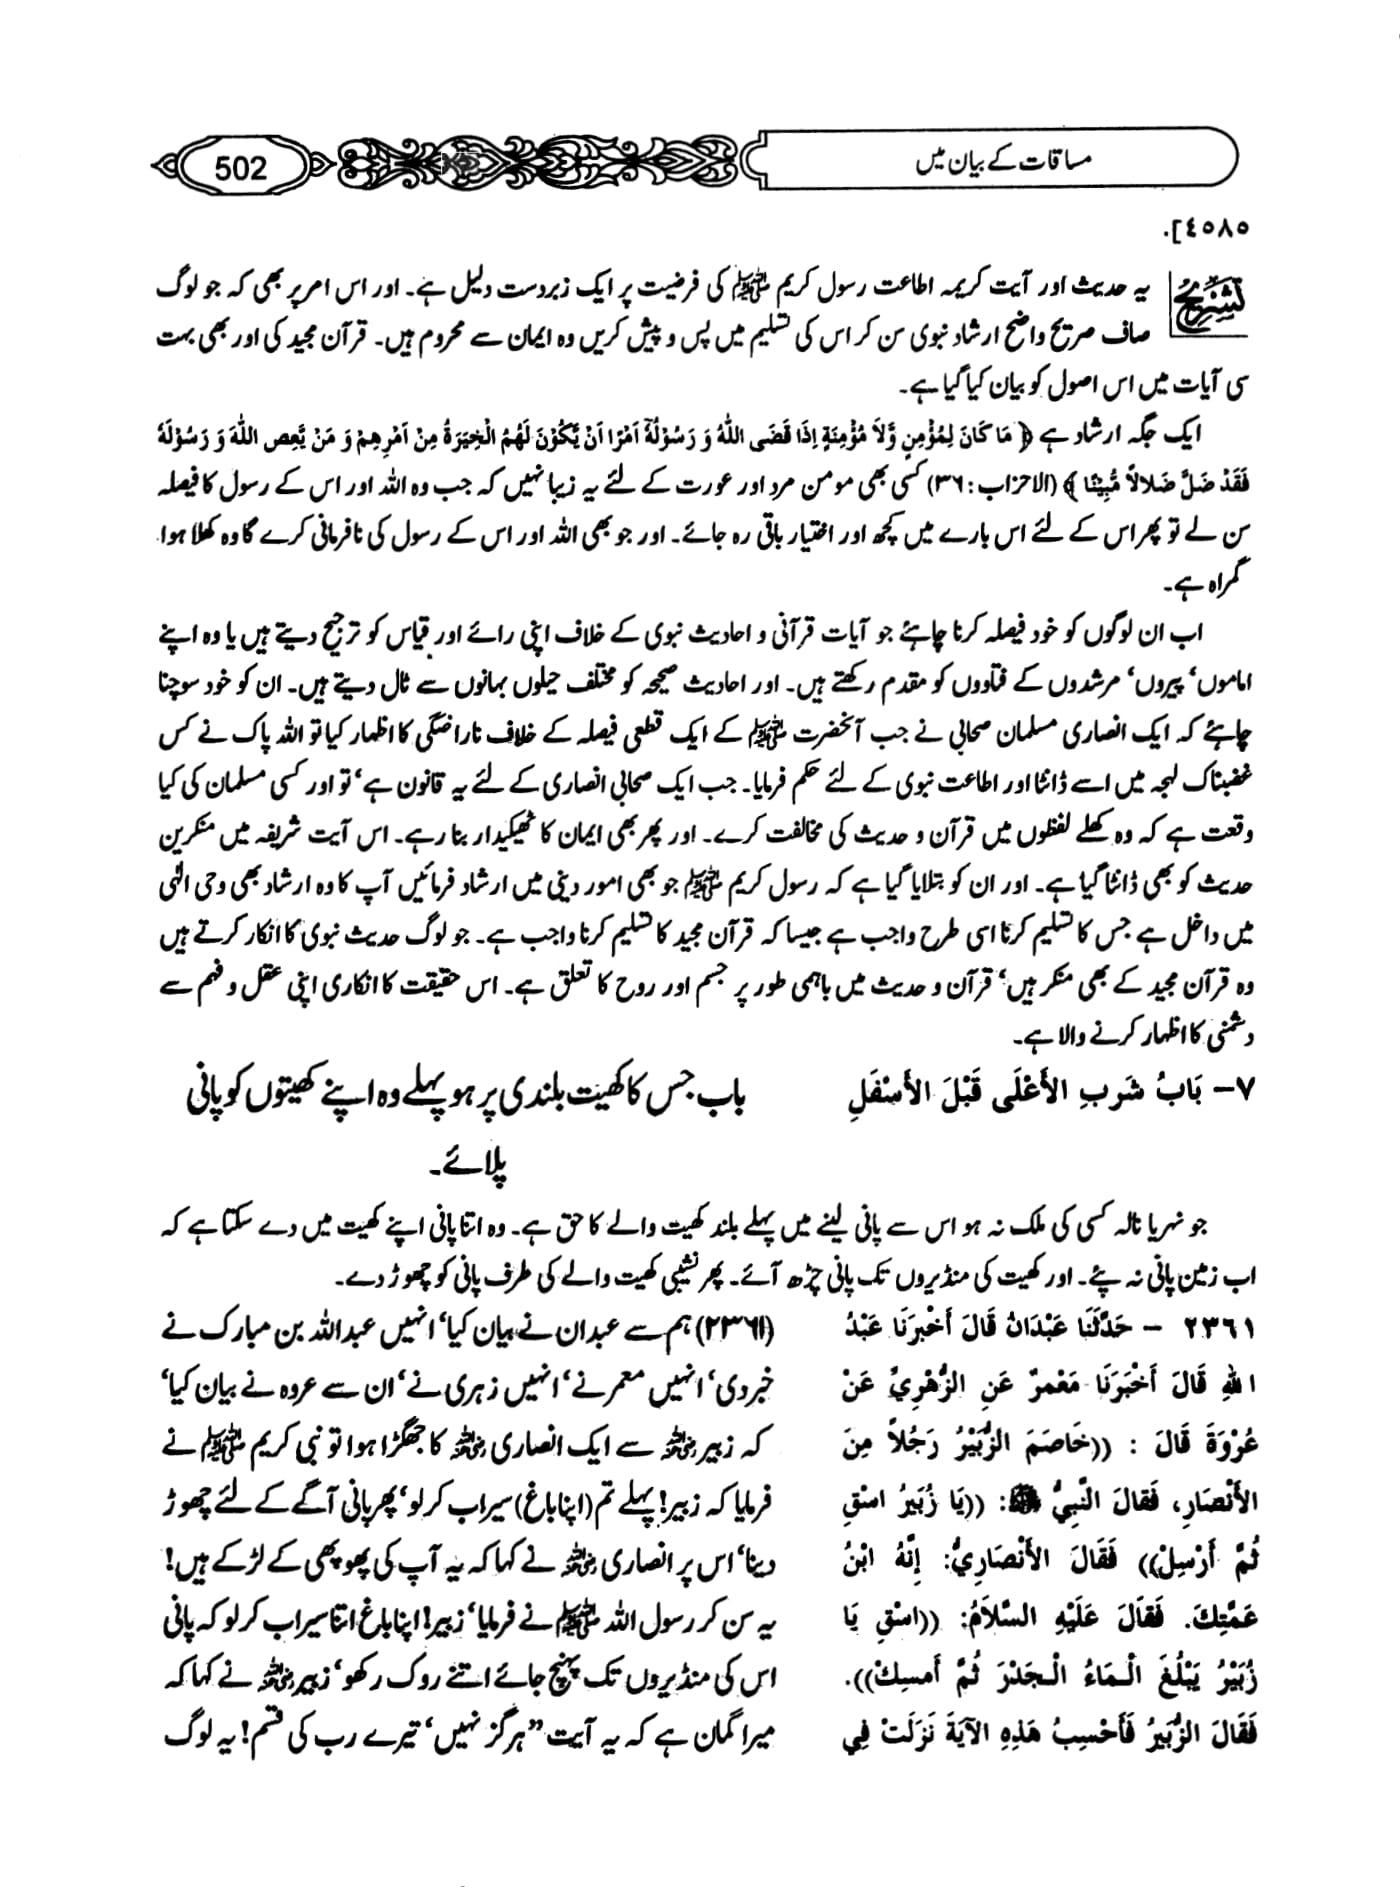 مساقات کے بیان میں
502
٤٥٨٥].
تشریح
یہ حدیث اور آیت کریمہ اطاعت رسول کریم ﷺ کی فرضیت پر ایک زبردست دلیل ہے۔ اور اس امر پر بھی کہ جو لوگ
صاف صریح واضح ارشاد نبوی سن کر اس کی تسلیم میں پس و پیش کریں وہ ایمان سے محروم ہیں۔ قرآن مجید کی اور بھی بہت
سی آیات میں اس اصول کو بیان کیا گیا ہے۔
ایک جگہ ارشاد ہے ﴿ مَا كَانَ لِمُؤْمِنٍ وَّلَا مُؤْمِنَةٍ اِذَا قَضَى اللّٰهُ وَ رَسُوْلُهٗٓ اَمْرًا اَنْ يَّكُوْنَ لَهُمُ الْخِيَرَةُ مِنْ اَمْرِهِمْ وَ مَنْ يَّعْصِ اللّٰهَ وَ رَسُوْلَهٗ
فَقَدْ ضَلَّ ضَلَالًا مُّبِيْنًا ﴾ (الاحزاب : ٣٦) کسی بھی مومن مرد اور عورت کے لئے یہ زیبا نہیں کہ جب وہ اللہ اور اس کے رسول کا فیصلہ
سن لے تو پھر اس کے لئے اس بارے میں کچھ اور اختیار باقی رہ جائے۔ اور جو بھی اللہ اور اس کے رسول کی نافرمانی کرے گا وہ کھلا ہوا
گمراہ ہے۔
اب ان لوگوں کو خود فیصلہ کرنا چاہئے جو آیات قرآنی و احادیث نبوی کے خلاف اپنی رائے اور قیاس کو ترجیح دیتے ہیں یا وہ اپنے
اماموں‘ پیروں‘ مرشدوں کے فتاووں کو مقدم رکھتے ہیں۔ اور احادیث صحیحہ کو مختلف حیلوں بہانوں سے ٹال دیتے ہیں۔ ان کو خود سوچنا
چاہئے کہ ایک انصاری مسلمان صحابی نے جب آنحضرت ﷺ کے ایک قطعی فیصلہ کے خلاف ناراضگی کا اظہار کیا تو اللہ پاک نے کس
غضبناک لہجہ میں اسے ڈانٹا اور اطاعت نبوی کے لئے حکم فرمایا۔ جب ایک صحابی انصاری کے لئے یہ قانون ہے‘ تو اور کسی مسلمان کی کیا
وقعت ہے کہ وہ کھلے لفظوں میں قرآن و حدیث کی مخالفت کرے۔ اور پھر بھی ایمان کا ٹھیکیدار بنا رہے۔ اس آیت شریفہ میں منکرین
حدیث کو بھی ڈانٹا گیا ہے۔ اور ان کو بتلایا گیا ہے کہ رسول کریم ﷺ جو بھی امور دینی میں ارشاد فرمائیں آپ کا وہ ارشاد بھی وحی الٰہی
میں داخل ہے جس کا تسلیم کرنا اسی طرح واجب ہے جیسا کہ قرآن مجید کا تسلیم کرنا واجب ہے۔ جو لوگ حدیث نبوی کا انکار کرتے ہیں
وہ قرآن مجید کے بھی منکر ہیں‘ قرآن و حدیث میں باہمی طور پر جسم اور روح کا تعلق ہے۔ اس حقیقت کا انکاری اپنی عقل و فہم سے
دشمنی کا اظہار کرنے والا ہے۔
٧- بَابُ شَربِ الأَعْلَى قَبْلَ الأَسْفَلِ
باب جس کا کھیت بلندی پر ہو پہلے وہ اپنے کھیتوں کو پانی
پلائے۔
جو نہر یا نالہ کسی کی ملک نہ ہو اس سے پانی لینے میں پہلے بلند کھیت والے کا حق ہے۔ وہ اتنا پانی اپنے کھیت میں دے سکتا ہے کہ
اب زمین پانی نہ پئے۔ اور کھیت کی منڈیروں تک پانی چڑھ آئے۔ پھر نشیبی کھیت والے کی طرف پانی کو چھوڑ دے۔
٢٣٦١ - حَدَّثَنَا عَبْدَانُ قَالَ أَخْبَرَنَا عَبْدُ
اللهِ قَالَ أَخْبَرَنَا مَعْمرٌ عَنِ الزُّهْرِيِّ عَنْ
عُرْوَةَ قَالَ : ((خَاصَمَ الزُّبَيْرُ رَجُلاً مِنَ
الأَنْصَارِ، فَقَالَ النَّبِيُّ ﷺ: ((يَا زُبَيرُ اسْقِ
ثُمَّ أَرْسِلْ)) فَقَالَ الأَنْصَارِيُّ: إِنَّهُ ابْنُ
عَمَّتِكَ. فَقَالَ عَلَيْهِ السَّلاَمُ: ((اسْقِ يَا
زُبَيْرُ يَبْلُغَ الْمَاءُ الْجَدْرَ ثُمَّ أَمسِكْ)).
فَقَالَ الزُّبَيْرُ فَأَحْسِبُ هَذِهِ الآيَةَ نَزَلَتْ فِي
(۲۳۶۱) ہم سے عبدان نے بیان کیا‘ انہیں عبداللہ بن مبارک نے
خبر دی‘ انہیں معمر نے‘ انہیں زہری نے‘ ان سے عروہ نے بیان کیا‘
کہ زبیر رضی اللہ عنہ سے ایک انصاری رضی اللہ عنہ کا جھگڑا ہوا تو نبی کریم ﷺ نے
فرمایا کہ زبیر! پہلے تم (اپنا باغ) سیراب کر لو‘ پھر پانی آگے کے لئے چھوڑ
دینا‘ اس پر انصاری رضی اللہ عنہ نے کہا کہ یہ آپ کی پھوپھی کے لڑکے ہیں!
یہ سن کر رسول اللہ ﷺ نے فرمایا‘ زبیر! اپنا باغ اتنا سیراب کر لو کہ پانی
اس کی منڈیروں تک پہنچ جائے اتنے روک رکھو‘ زبیر رضی اللہ عنہ نے کہا کہ
میرا گمان ہے کہ یہ آیت ”ہرگز نہیں‘ تیرے رب کی قسم! یہ لوگ